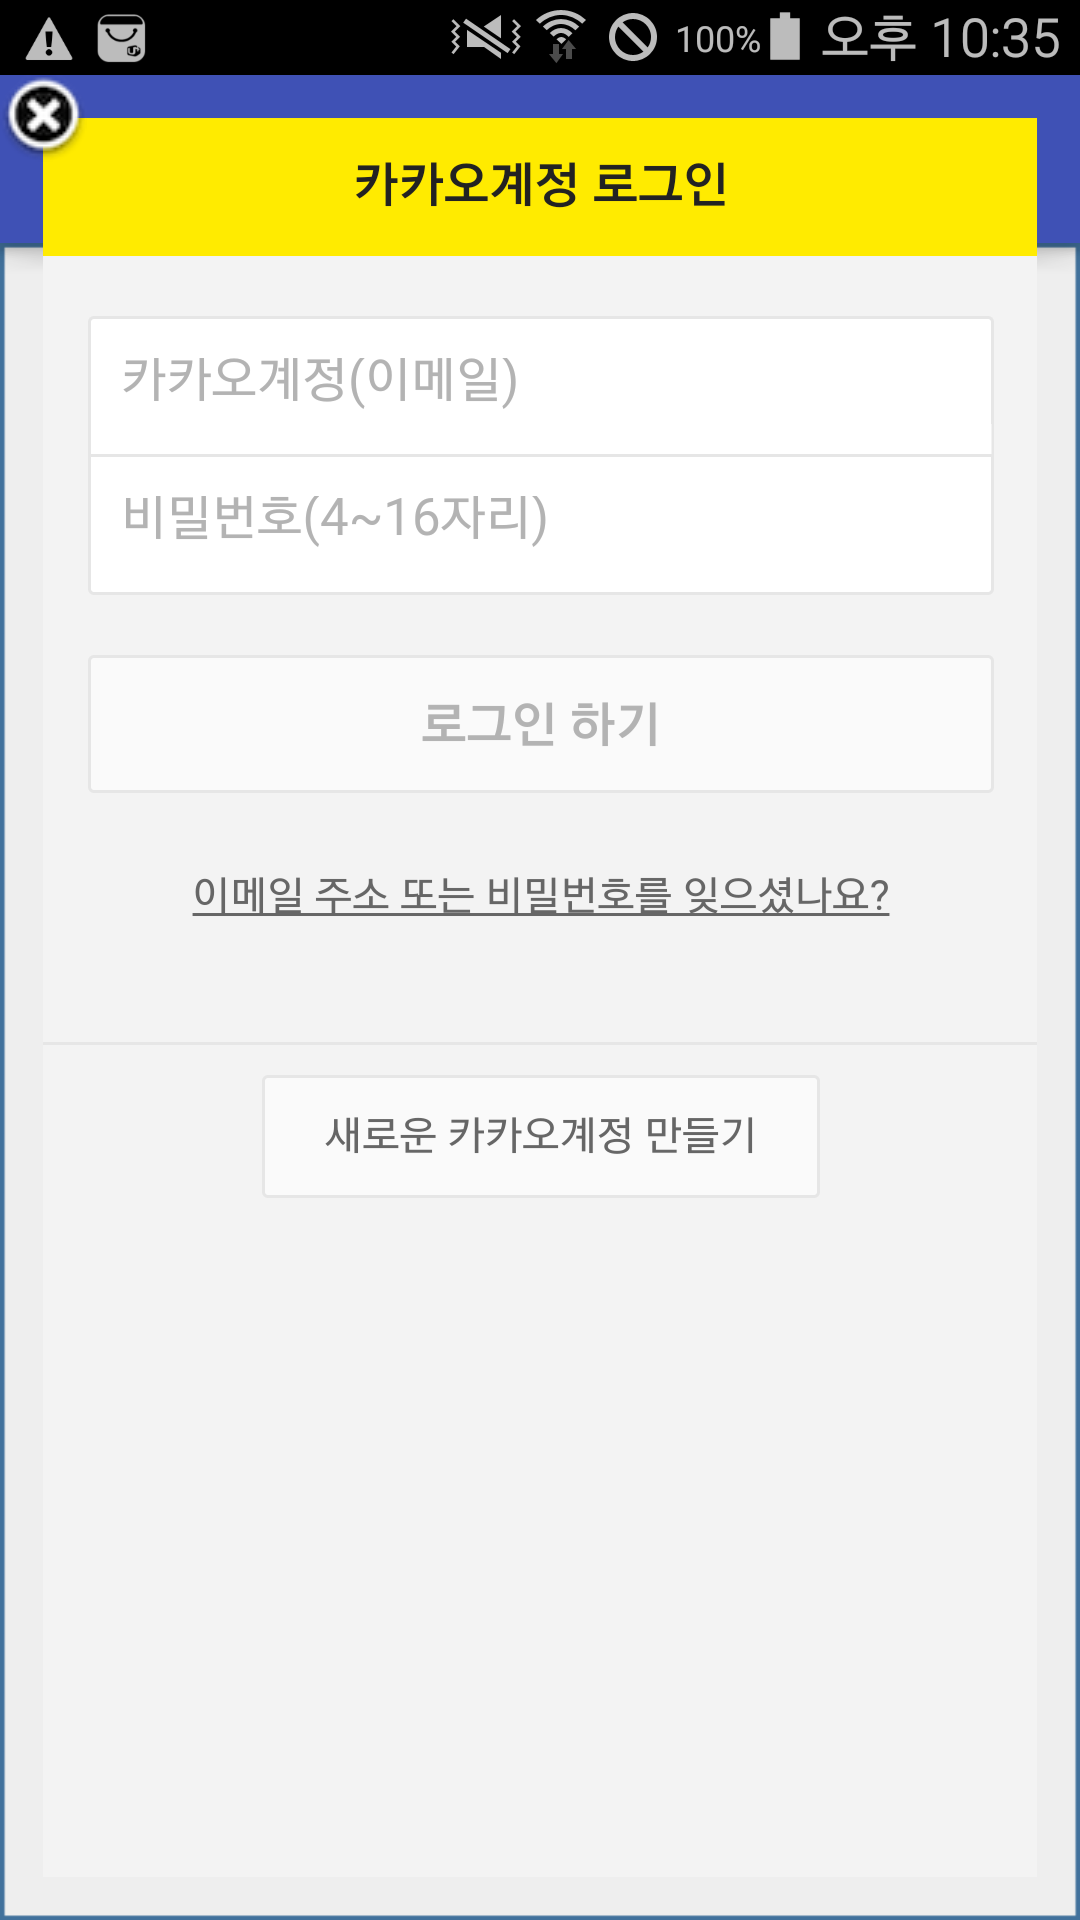 100% 오후 10:35
카카오계정 로그인
카카오계정(이메일)
비밀번호(4~16자리)
로그인 하기
이메일 주소 또는 비밀번호를 잊으셨나요?
새로운 카카오계정 만들기